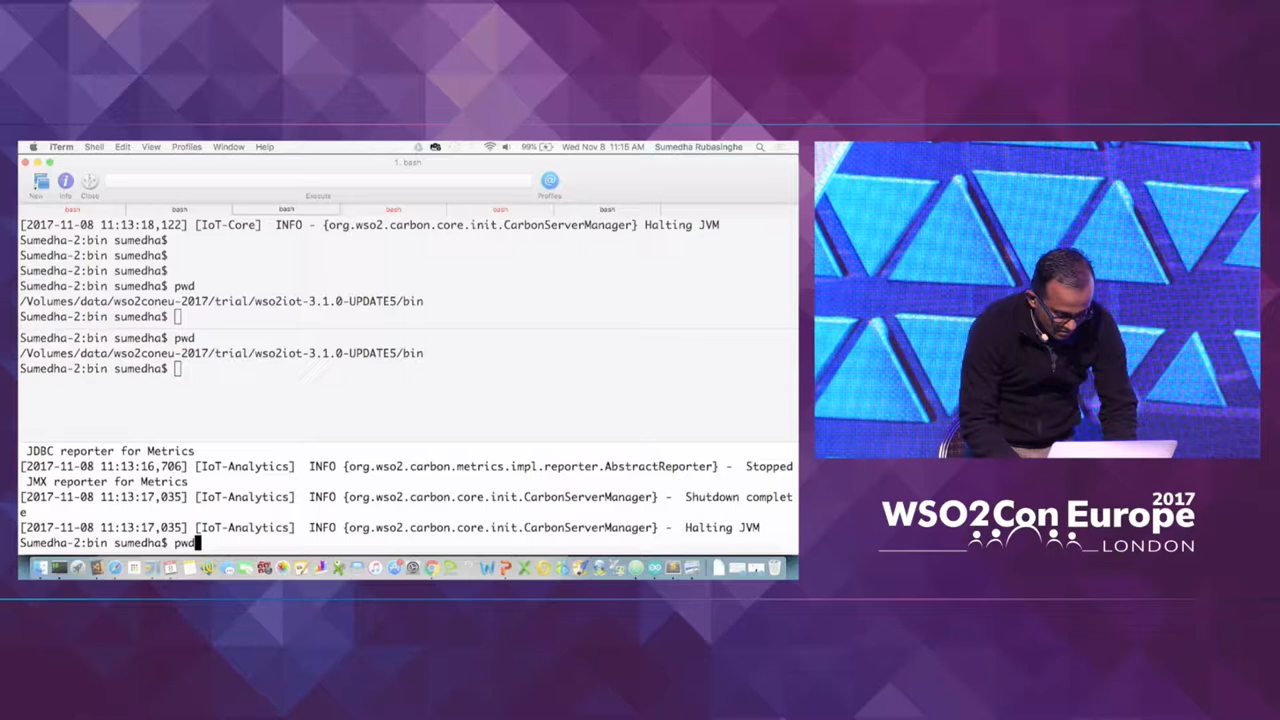 iTerm Shell Edit View Profiles Window Help 99% Wed Nov 8 11:15 AM Sumedha Rubasinghe
1. bash
New Info Close Execute Profiles
bash bash bash bash bash bash
[2017-11-08 11:13:18,122] [IoT-Core] INFO - {org.wso2.carbon.core.init.CarbonServerManager} Halting JVM
Sumedha-2:bin sumedha$
Sumedha-2:bin sumedha$
Sumedha-2:bin sumedha$
Sumedha-2:bin sumedha$ pwd
/Volumes/data/wso2coneu-2017/trial/wso2iot-3.1.0-UPDATE5/bin
Sumedha-2:bin sumedha$
Sumedha-2:bin sumedha$ pwd
/Volumes/data/wso2coneu-2017/trial/wso2iot-3.1.0-UPDATE5/bin
Sumedha-2:bin sumedha$
JDBC reporter for Metrics
[2017-11-08 11:13:16,706] [IoT-Analytics] INFO {org.wso2.carbon.metrics.impl.reporter.AbstractReporter} - Stopped
JMX reporter for Metrics
[2017-11-08 11:13:17,035] [IoT-Analytics] INFO {org.wso2.carbon.core.init.CarbonServerManager} - Shutdown complet
e
[2017-11-08 11:13:17,035] [IoT-Analytics] INFO {org.wso2.carbon.core.init.CarbonServerManager} - Halting JVM
Sumedha-2:bin sumedha$ pwd
2017
WSO2Con Europe
LONDON